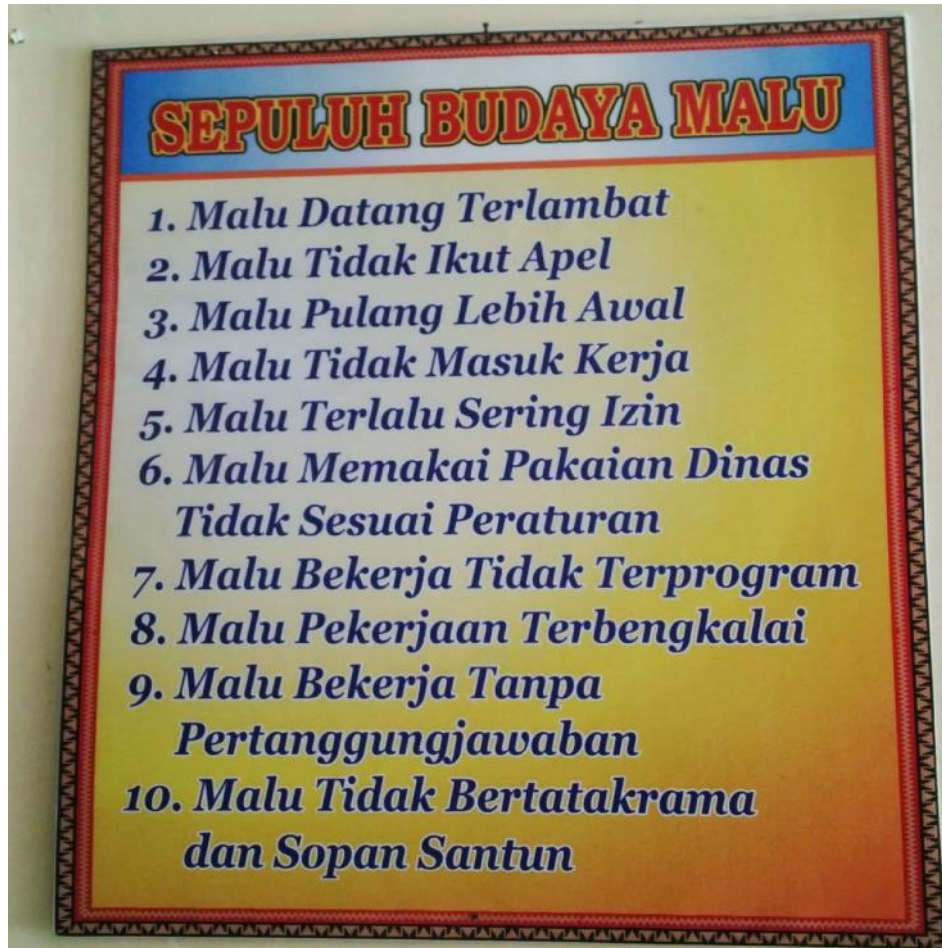 SEPULUH BUDAYA MALU
1. Malu Datang Terlambat
2. Malu Tidak Ikut Apel
3. Malu Pulang Lebih Awal
4. Malu Tidak Masuk Kerja
5. Malu Terlalu Sering Izin
6. Malu Memakai Pakaian Dinas
Tidak Sesuai Peraturan
7. Malu Bekerja Tidak Terprogram
8. Malu Pekerjaan Terbengkalai
9. Malu Bekerja Tanpa
Pertanggungjawaban
10. Malu Tidak Bertatakrama
dan Sopan Santun